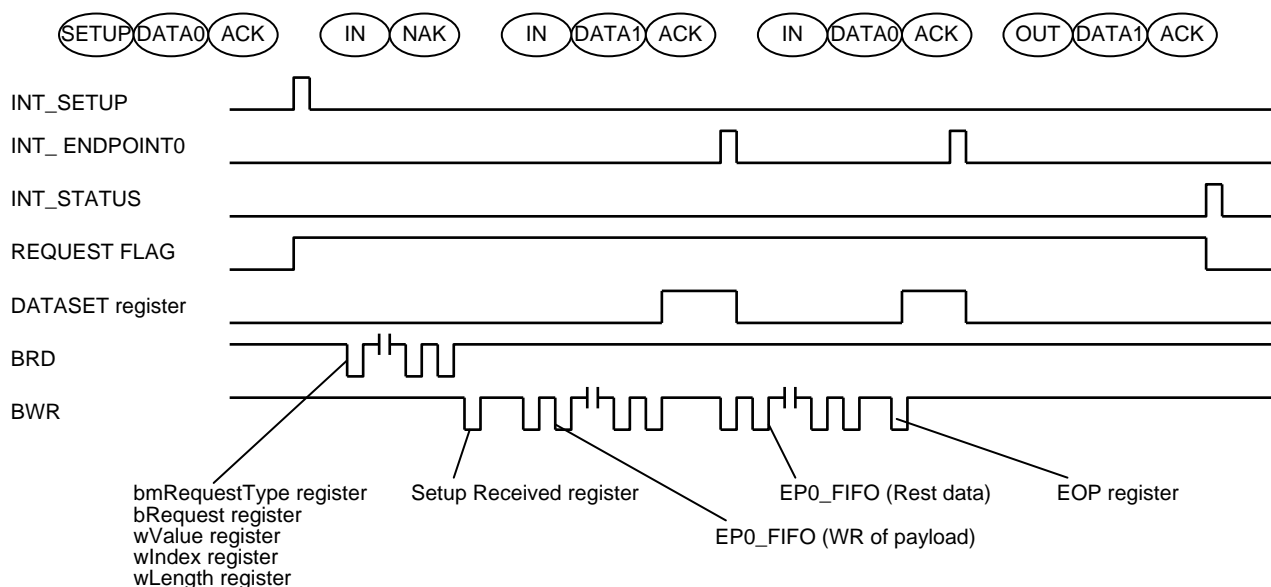 SETUP DATA0 ACK IN NAK IN DATA1 ACK IN DATA0 ACK OUT DATA1 ACK
INT_SETUP
INT_ ENDPOINT0
INT_STATUS
REQUEST FLAG
DATASET register
BRD
BWR
bmRequestType register
bRequest register
wValue register
wIndex register
wLength register
Setup Received register
EP0_FIFO (WR of payload)
EP0_FIFO (Rest data)
EOP register